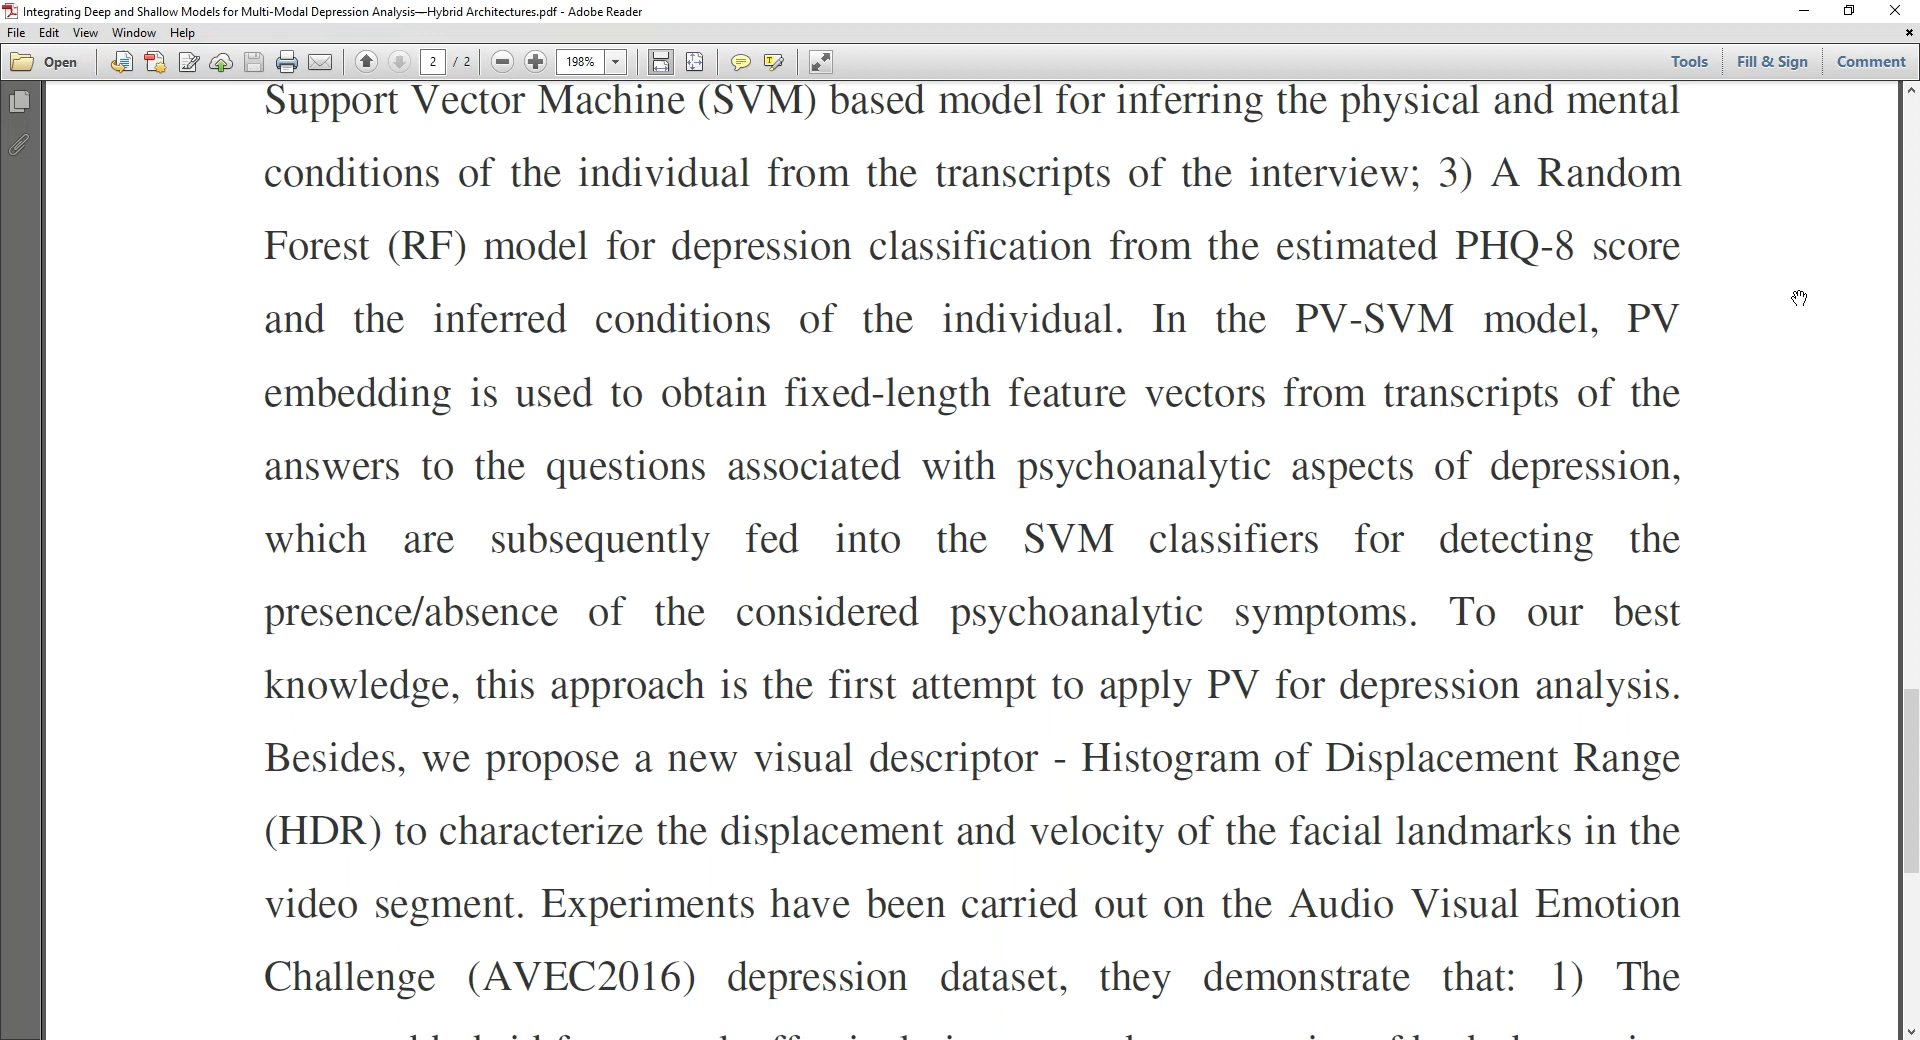 Integrating Deep and Shallow Models for Multi-Modal Depression Analysis—Hybrid Architectures.pdf - Adobe Reader
File Edit View Window Help
Open 2 / 2 198% Tools Fill & Sign Comment
Support Vector Machine (SVM) based model for inferring the physical and mental
conditions of the individual from the transcripts of the interview; 3) A Random
Forest (RF) model for depression classification from the estimated PHQ-8 score
and the inferred conditions of the individual. In the PV-SVM model, PV
embedding is used to obtain fixed-length feature vectors from transcripts of the
answers to the questions associated with psychoanalytic aspects of depression,
which are subsequently fed into the SVM classifiers for detecting the
presence/absence of the considered psychoanalytic symptoms. To our best
knowledge, this approach is the first attempt to apply PV for depression analysis.
Besides, we propose a new visual descriptor - Histogram of Displacement Range
(HDR) to characterize the displacement and velocity of the facial landmarks in the
video segment. Experiments have been carried out on the Audio Visual Emotion
Challenge (AVEC2016) depression dataset, they demonstrate that: 1) The